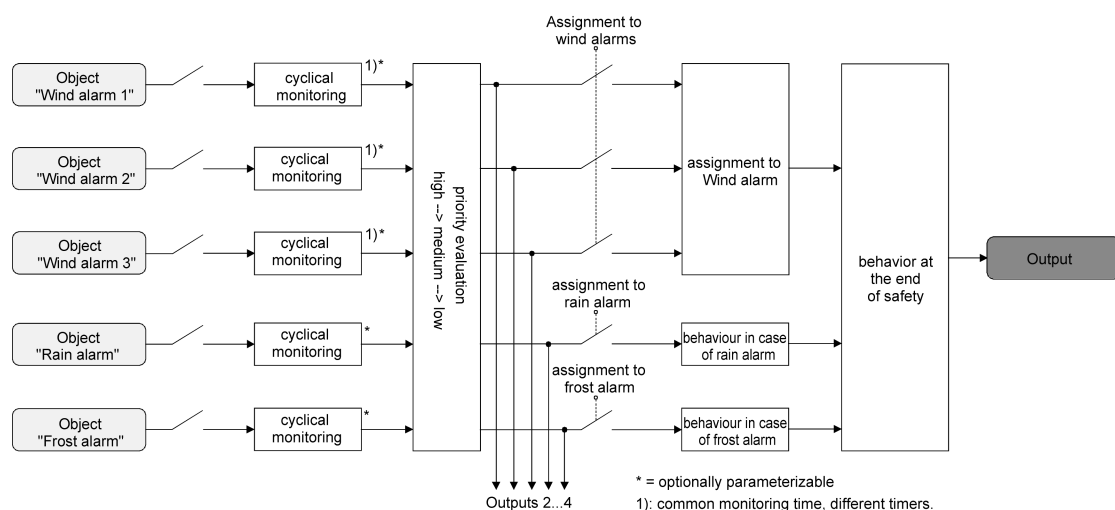 Assignment to
wind alarms
Object
"Wind alarm 1"
cyclical
monitoring
1)*
Object
"Wind alarm 2"
cyclical
monitoring
1)*
Object
"Wind alarm 3"
cyclical
monitoring
1)*
Object
"Rain alarm"
cyclical
monitoring
*
Object
"Frost alarm"
cyclical
monitoring
*
priority evaluation
high --> medium --> low
assignment to
Wind alarm
assignment to
rain alarm
behaviour in case
of rain alarm
assignment to
frost alarm
behaviour in case
of frost alarm
behavior at
the end
of safety
Output
Outputs 2...4
* = optionally parameterizable
1): common monitoring time, different timers.